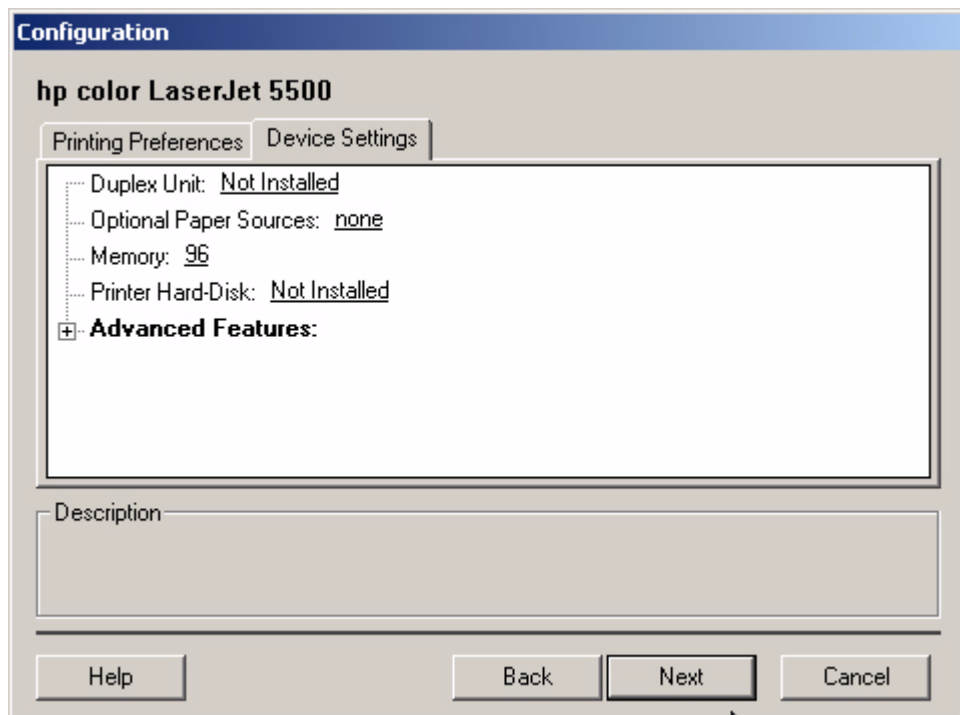 Configuration
hp color LaserJet 5500
Printing Preferences Device Settings
Duplex Unit: Not Installed
Optional Paper Sources: none
Memory: 96
Printer Hard-Disk: Not Installed
Advanced Features:
Description
Help Back Next Cancel